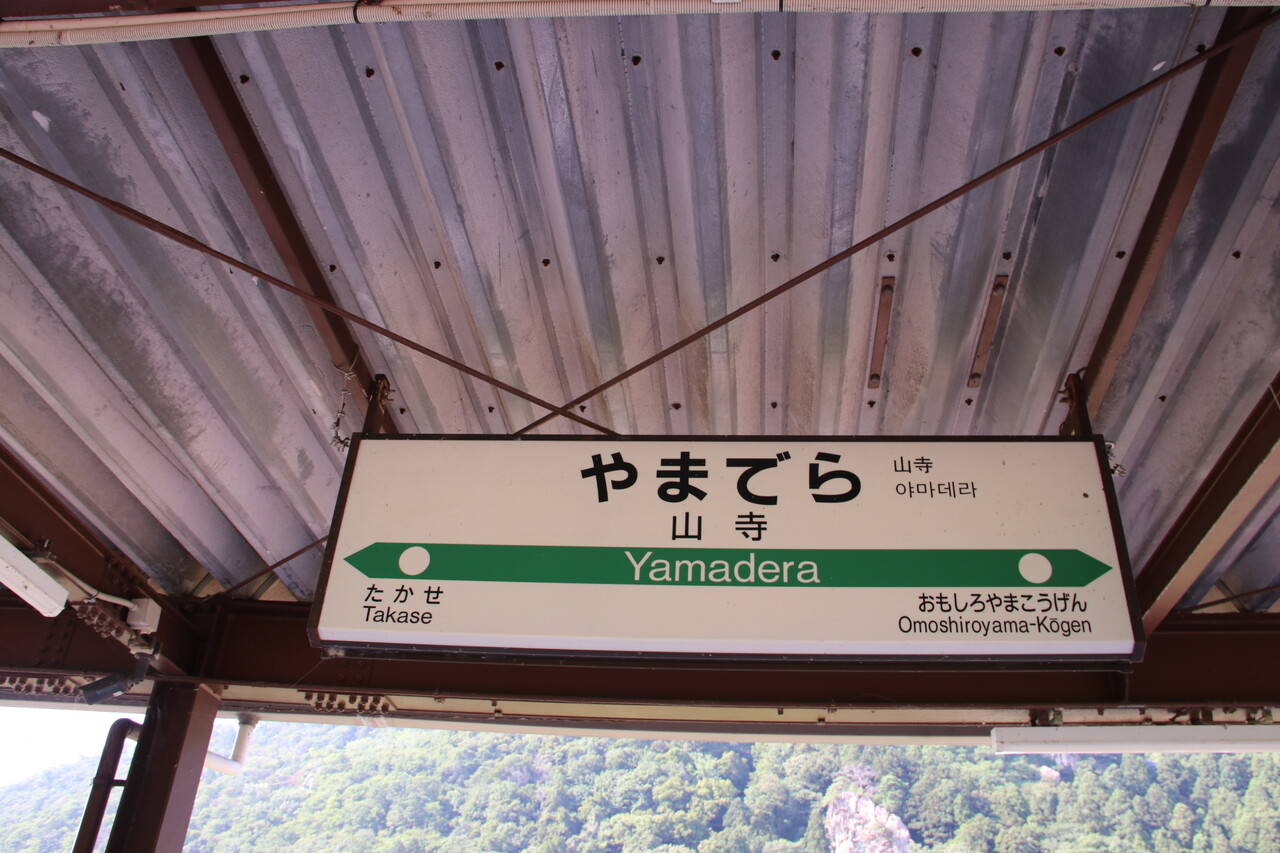 やまでら
山寺
야마데라
山寺
Yamadera
たかせ
Takase
おもしろやまこうげん
Omoshiroyama-Kōgen